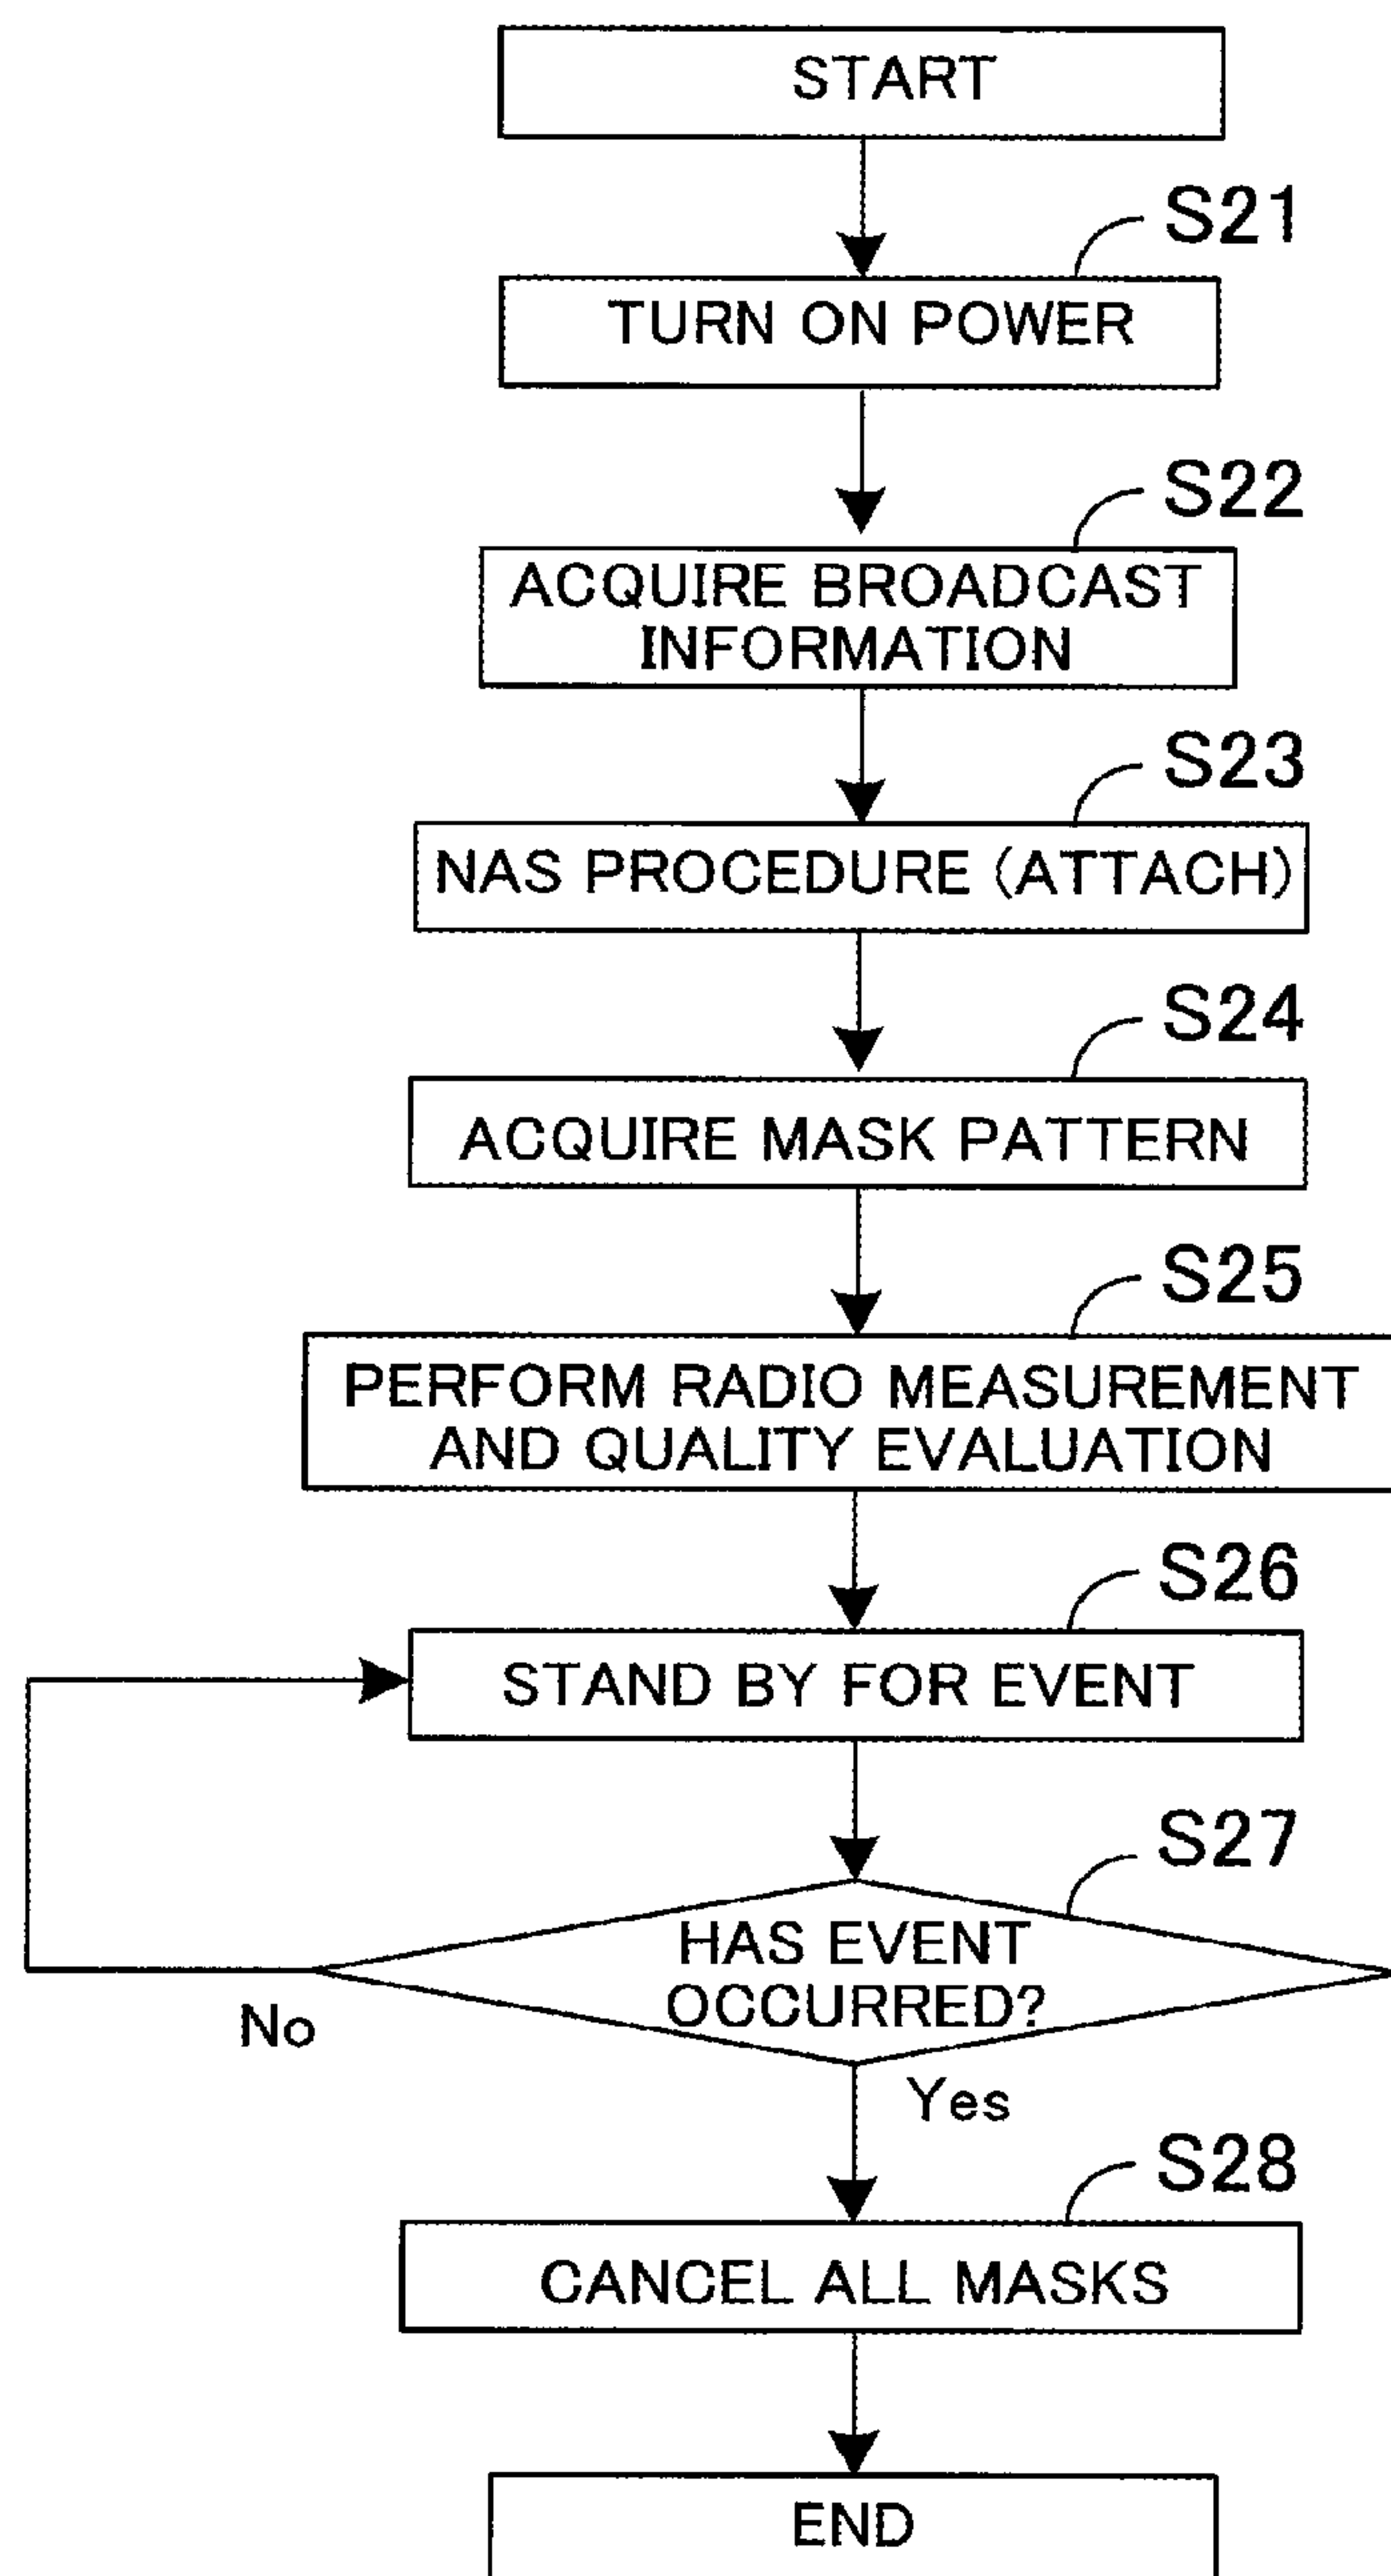 START
S21
TURN ON POWER
S22
ACQUIRE BROADCAST
INFORMATION
S23
NAS PROCEDURE (ATTACH)
S24
ACQUIRE MASK PATTERN
S25
PERFORM RADIO MEASUREMENT
AND QUALITY EVALUATION
S26
STAND BY FOR EVENT
S27
HAS EVENT
OCCURRED?
No
Yes
S28
CANCEL ALL MASKS
END